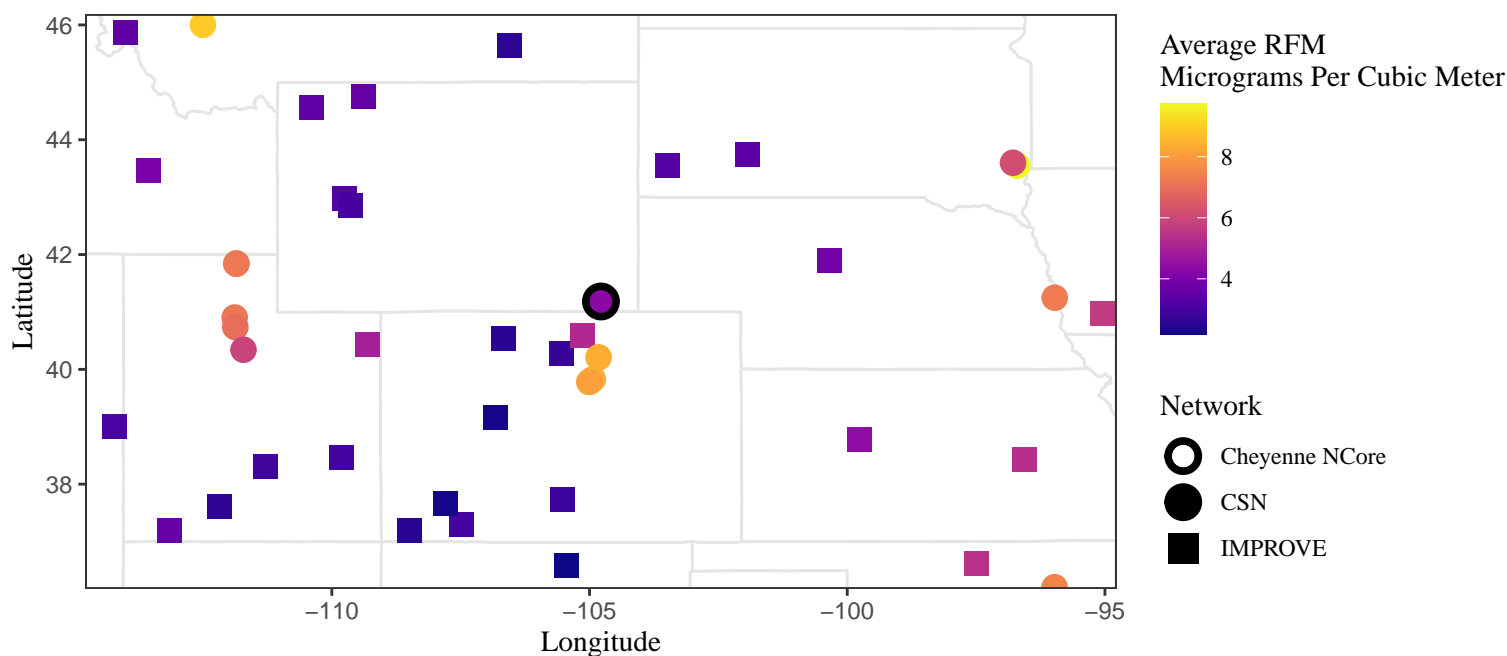 46
44
42
40
38
Latitude
−110
−105
−100
−95
Longitude
Average RFM
Micrograms Per Cubic Meter
8
6
4
Network
Cheyenne NCore
CSN
IMPROVE